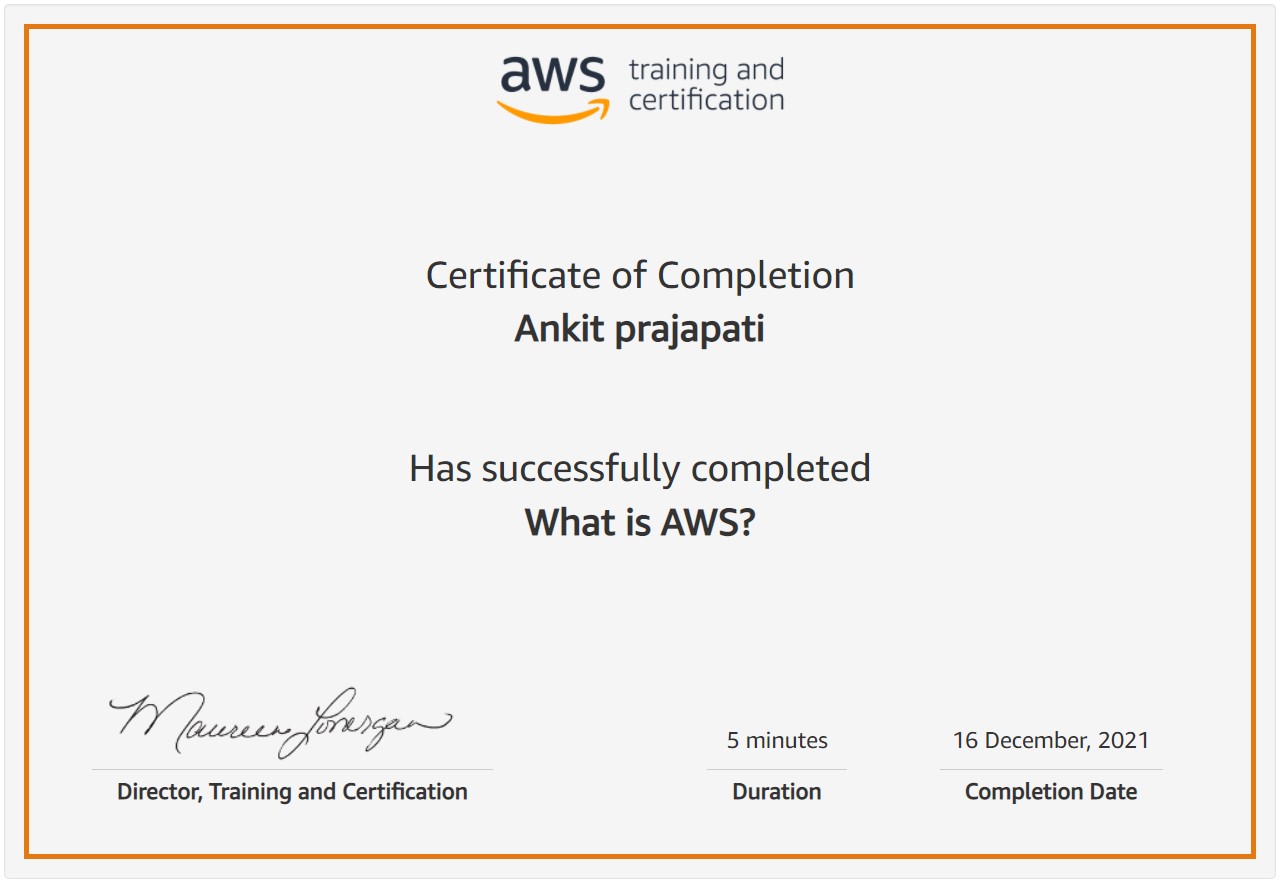 aws training and
certification
Certificate of Completion
Ankit prajapati
Has successfully completed
What is AWS?
Maureen Lonergan
Director, Training and Certification
5 minutes
Duration
16 December, 2021
Completion Date